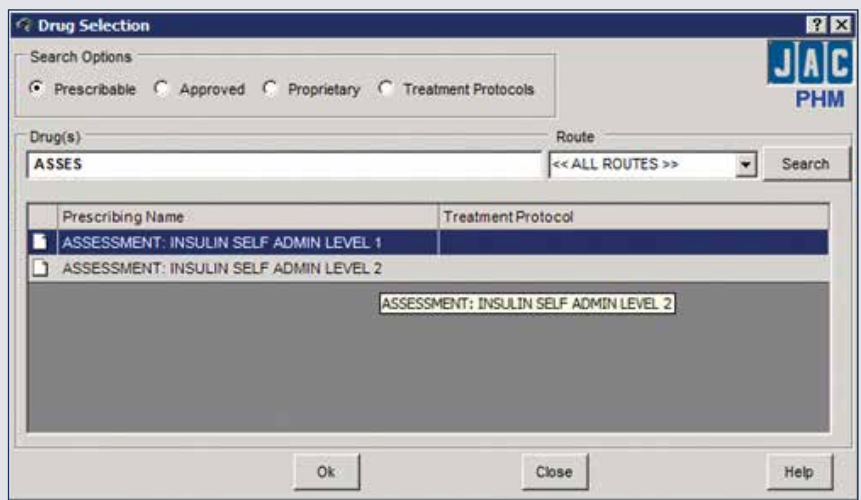 Drug Selection
? X
Search Options
JAC
Prescribable Approved Proprietary Treatment Protocols
PHM
Drug(s) Route
ASSES << ALL ROUTES >> Search
Prescribing Name Treatment Protocol
ASSESSMENT: INSULIN SELF ADMIN LEVEL 1
ASSESSMENT: INSULIN SELF ADMIN LEVEL 2
ASSESSMENT: INSULIN SELF ADMIN LEVEL 2
Ok Close Help